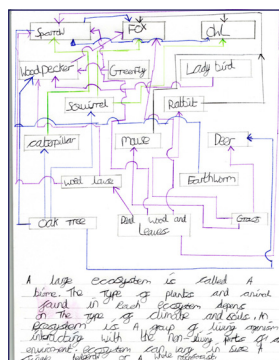 Sparrow FOX OWL
Woodpecker Greenfly Lady bird
Squirrel Rabbit
Caterpillar mouse Deer
wood louse Earthworm
OAK TREE Dead wood and Leaves Grass
A large ecosystem is called A
biome. The type of plants and animal
found in each ecosystem depens
on the type of climate and soils. An
ecosystem is A group of living organism
interacting with the non-living parts of
enviroment. ecosystem can in size A